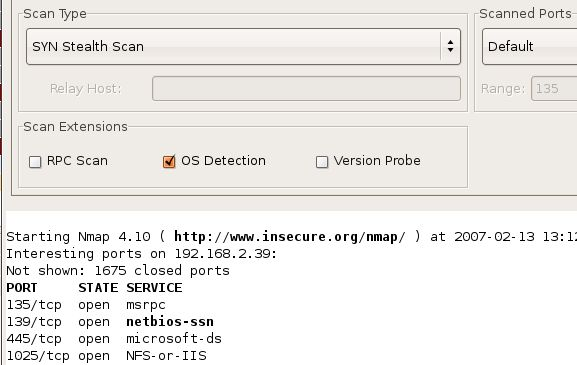 Scan Type
Scanned Ports
SYN Stealth Scan
Default
Relay Host:
Range: 135
Scan Extensions
RPC Scan
OS Detection
Version Probe
Starting Nmap 4.10 ( http://www.insecure.org/nmap/ ) at 2007-02-13 13:12
Interesting ports on 192.168.2.39:
Not shown: 1675 closed ports
PORT STATE SERVICE
135/tcp open msrpc
139/tcp open netbios-ssn
445/tcp open microsoft-ds
1025/tcp open NFS-or-IIS